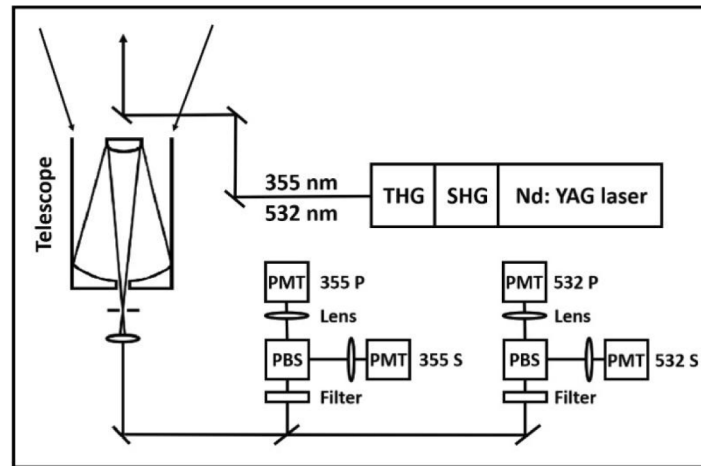 Telescope
355 nm
532 nm
THG
SHG
Nd: YAG laser
PMT
355 P
Lens
PBS
PMT
355 S
Filter
PMT
532 P
Lens
PBS
PMT
532 S
Filter